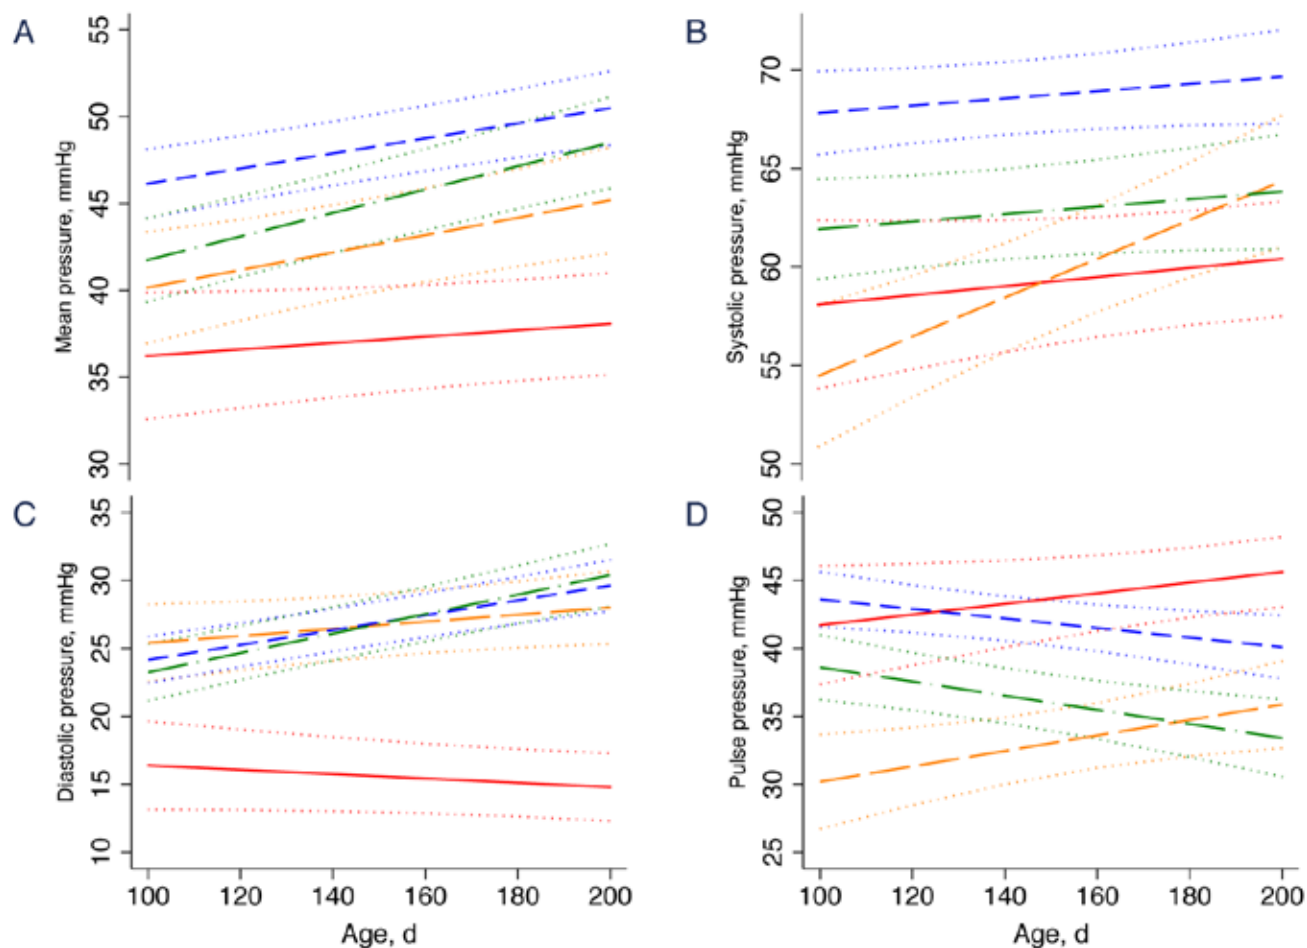 A
Mean pressure, mmHg
55
50
45
40
35
30
B
Systolic pressure, mmHg
70
65
60
55
50
C
Diastolic pressure, mmHg
35
30
25
20
15
10
100 120 140 160 180 200
Age, d
D
Pulse pressure, mmHg
50
45
40
35
30
25
100 120 140 160 180 200
Age, d